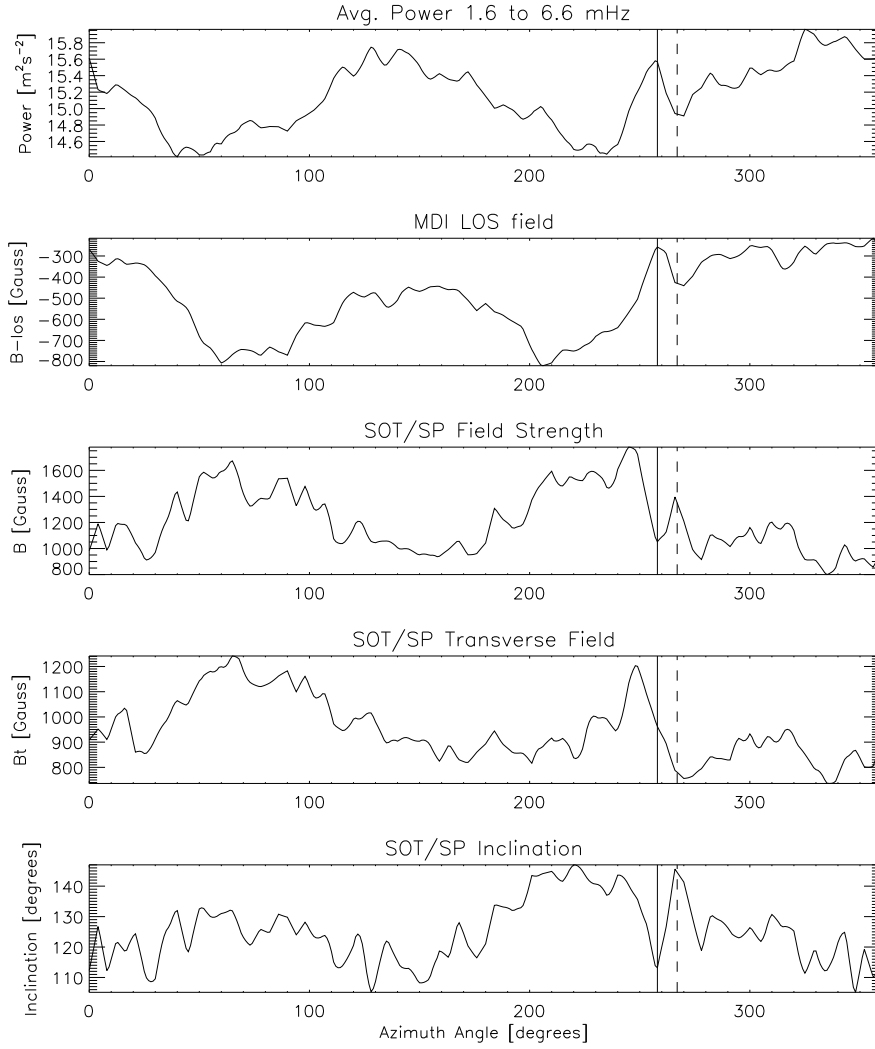 Avg. Power 1.6 to 6.6 mHz
Power [m²s⁻²]
15.8
15.6
15.4
15.2
15.0
14.8
14.6
0 100 200 300
MDI LOS field
B-los [Gauss]
-300
-400
-500
-600
-700
-800
0 100 200 300
SOT/SP Field Strength
B [Gauss]
1600
1400
1200
1000
800
0 100 200 300
SOT/SP Transverse Field
Bt [Gauss]
1200
1100
1000
900
800
0 100 200 300
SOT/SP Inclination
Inclination [degrees]
140
130
120
110
0 100 200 300
Azimuth Angle [degrees]